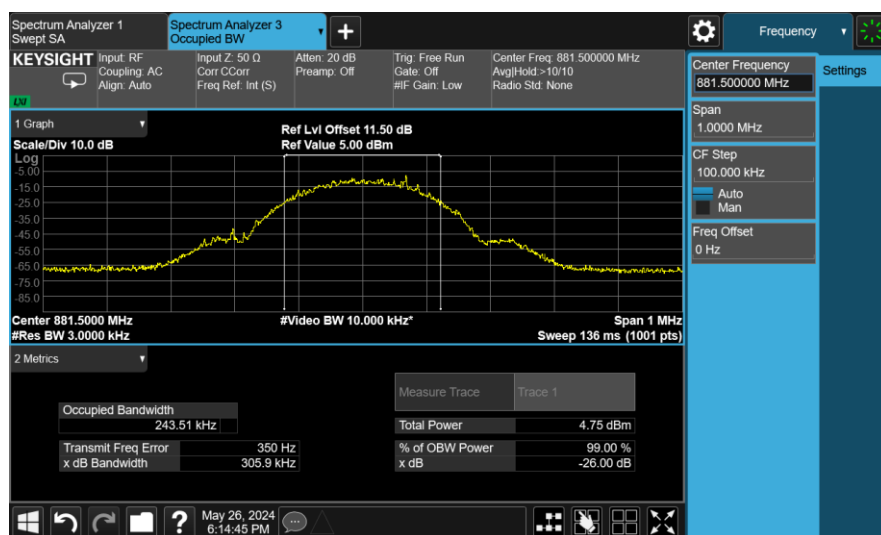 Spectrum Analyzer 1
Swept SA
Spectrum Analyzer 3
Occupied BW
Frequency
KEYSIGHT
Input: RF
Coupling: AC
Align: Auto
Input Z: 50 Ω
Corr CCorr
Freq Ref: Int (S)
Atten: 20 dB
Preamp: Off
Trig: Free Run
Gate: Off
#IF Gain: Low
Center Freq: 881.500000 MHz
Avg|Hold:>10/10
Radio Std: None
LXI
Center Frequency
881.500000 MHz
Settings
Span
1.0000 MHz
CF Step
100.000 kHz
Auto
Man
Freq Offset
0 Hz
1 Graph
Scale/Div 10.0 dB
Ref Lvl Offset 11.50 dB
Ref Value 5.00 dBm
Log
-5.00
-15.0
-25.0
-35.0
-45.0
-55.0
-65.0
-75.0
-85.0
Center 881.5000 MHz
#Video BW 10.000 kHz*
Span 1 MHz
#Res BW 3.0000 kHz
Sweep 136 ms (1001 pts)
2 Metrics
Measure Trace
Trace 1
Occupied Bandwidth
243.51 kHz
Total Power
4.75 dBm
Transmit Freq Error
350 Hz
% of OBW Power
99.00 %
x dB Bandwidth
305.9 kHz
x dB
-26.00 dB
?
May 26, 2024
6:14:45 PM